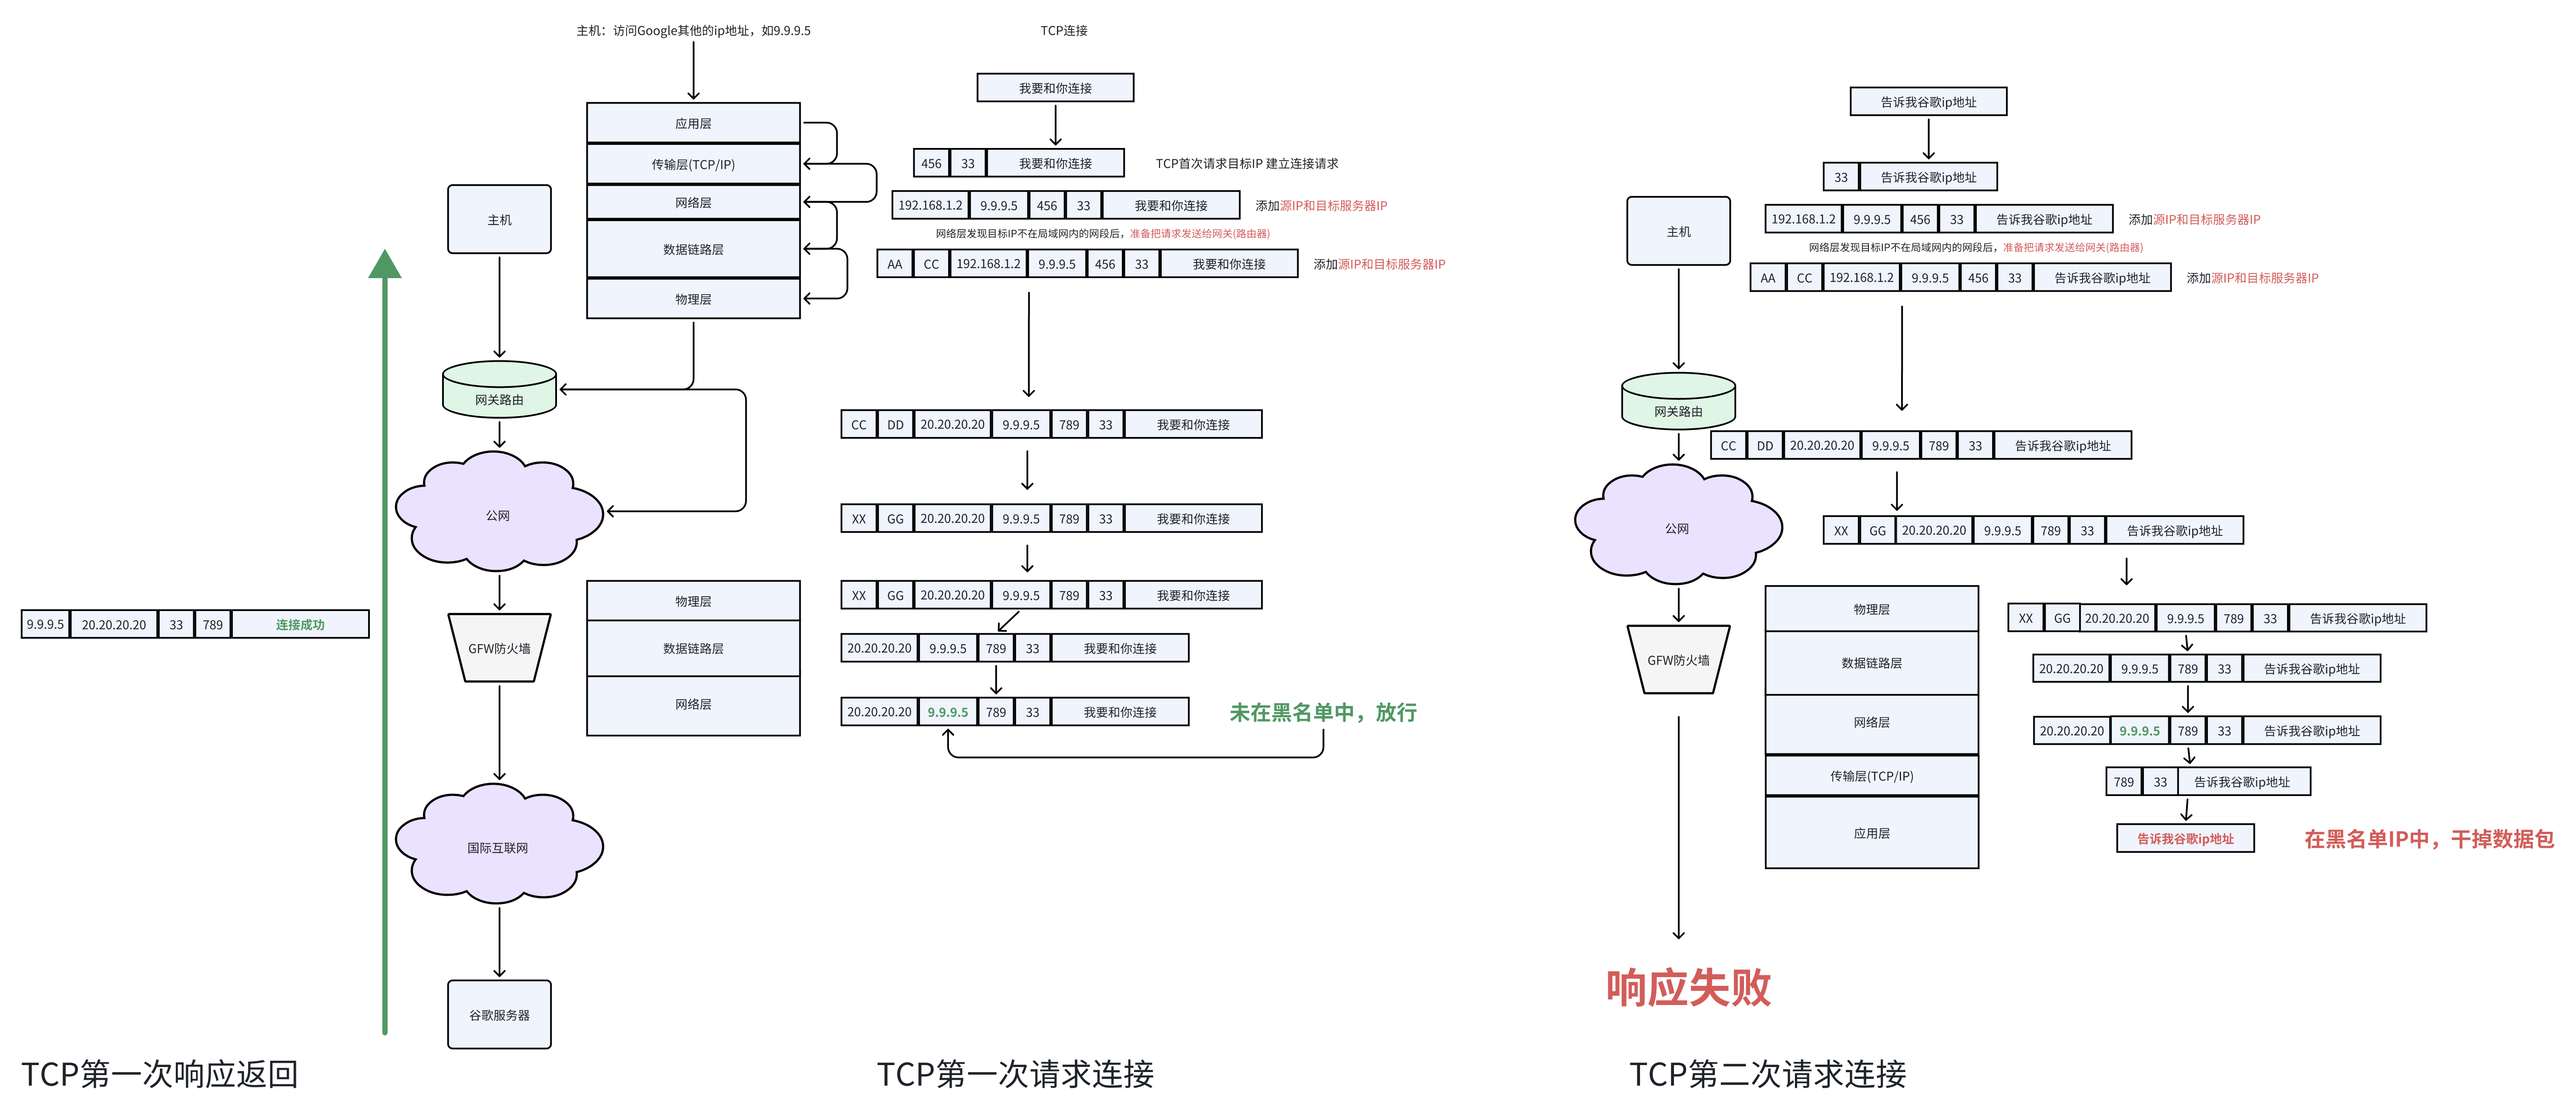 主机：访问Google其他的ip地址，如9.9.9.5
应用层
传输层(TCP/IP)
网络层
数据链路层
物理层
主机
网关路由
公网
GFW防火墙
国际互联网
谷歌服务器
物理层
数据链路层
网络层
9.9.9.5 20.20.20.20 33 789 连接成功
TCP第一次响应返回
TCP连接
我要和你连接
456 33 我要和你连接
TCP首次请求目标IP 建立连接请求
192.168.1.2 9.9.9.5 456 33 我要和你连接
添加源IP和目标服务器IP
网络层发现目标IP不在局域网内的网段后，准备把请求发送给网关(路由器)
AA CC 192.168.1.2 9.9.9.5 456 33 我要和你连接
添加源IP和目标服务器IP
CC DD 20.20.20.20 9.9.9.5 789 33 我要和你连接
XX GG 20.20.20.20 9.9.9.5 789 33 我要和你连接
XX GG 20.20.20.20 9.9.9.5 789 33 我要和你连接
20.20.20.20 9.9.9.5 789 33 我要和你连接
20.20.20.20 9.9.9.5 789 33 我要和你连接
未在黑名单中，放行
TCP第一次请求连接
告诉我谷歌ip地址
33 告诉我谷歌ip地址
192.168.1.2 9.9.9.5 456 33 告诉我谷歌ip地址
添加源IP和目标服务器IP
网络层发现目标IP不在局域网内的网段后，准备把请求发送给网关(路由器)
AA CC 192.168.1.2 9.9.9.5 456 33 告诉我谷歌ip地址
添加源IP和目标服务器IP
主机
网关路由
CC DD 20.20.20.20 9.9.9.5 789 33 告诉我谷歌ip地址
公网
XX GG 20.20.20.20 9.9.9.5 789 33 告诉我谷歌ip地址
GFW防火墙
物理层
数据链路层
网络层
传输层(TCP/IP)
应用层
XX GG 20.20.20.20 9.9.9.5 789 33 告诉我谷歌ip地址
20.20.20.20 9.9.9.5 789 33 告诉我谷歌ip地址
20.20.20.20 9.9.9.5 789 33 告诉我谷歌ip地址
789 33 告诉我谷歌ip地址
告诉我谷歌ip地址
在黑名单IP中，干掉数据包
响应失败
TCP第二次请求连接